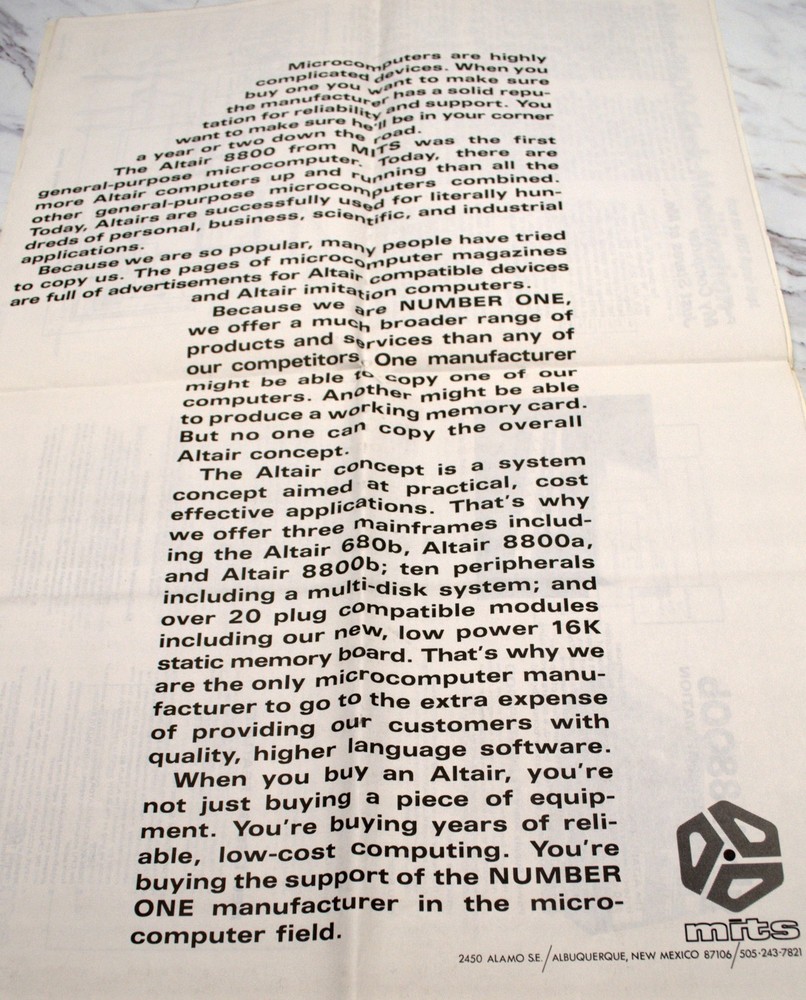 Microcomputers are highly
complicated devices. When you
buy one you want to make sure
the manufacturer has a solid repu-
tation for reliability and support. You
want to make sure he'll be in your corner
a year or two down the road.
The Altair 8800 from MITS was the first
general-purpose microcomputer. Today, there are
more Altair computers up and running than all the
other general-purpose microcomputers combined.
Today, Altairs are successfully used for literally hun-
dreds of personal, business, scientific, and industrial
applications.
Because we are so popular, many people have tried
to copy us. The pages of microcomputer magazines
are full of advertisements for Altair compatible devices
and Altair imitation computers.
Because we are NUMBER ONE,
we offer a much broader range of
products and services than any of
our competitors. One manufacturer
might be able to copy one of our
computers. Another might be able
to produce a working memory card.
But no one can copy the overall
Altair concept.
The Altair concept is a system
concept aimed at practical, cost
effective applications. That's why
we offer three mainframes includ-
ing the Altair 680b, Altair 8800a,
and Altair 8800b; ten peripherals
including a multi-disk system; and
over 20 plug compatible modules
including our new, low power 16K
static memory board. That's why we
are the only microcomputer manu-
facturer to go to the extra expense
of providing our customers with
quality, higher language software.
When you buy an Altair, you're
not just buying a piece of equip-
ment. You're buying years of reli-
able, low-cost computing. You're
buying the support of the NUMBER
ONE manufacturer in the micro-
computer field.
mits
2450 ALAMO S.E./ALBUQUERQUE, NEW MEXICO 87106/505-243-7821